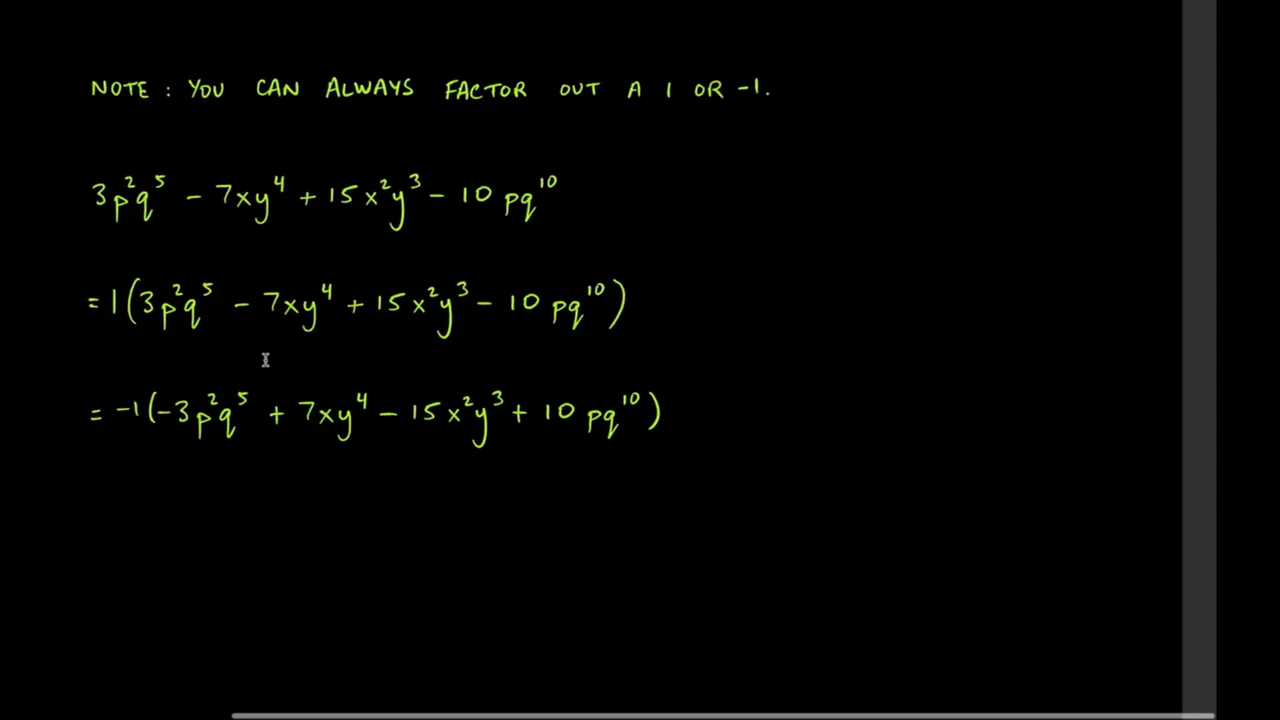 NOTE : YOU CAN ALWAYS FACTOR OUT A 1 OR -1.
3p²q⁵ - 7xy⁴ + 15x²y³ - 10pq¹⁰
= 1(3p²q⁵ - 7xy⁴ + 15x²y³ - 10pq¹⁰)
= -1(-3p²q⁵ + 7xy⁴ - 15x²y³ + 10pq¹⁰)